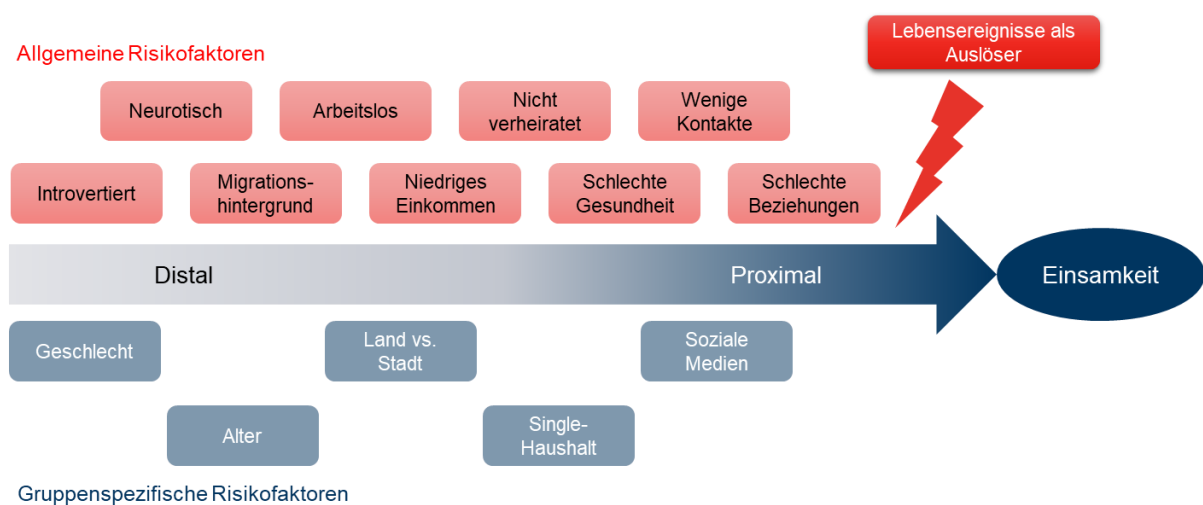 Lebensereignisse als
Auslöser
Allgemeine Risikofaktoren
Neurotisch
Arbeitslos
Nicht
verheiratet
Wenige
Kontakte
Introvertiert
Migrations-
hintergrund
Niedriges
Einkommen
Schlechte
Gesundheit
Schlechte
Beziehungen
Distal
Proximal
Einsamkeit
Geschlecht
Land vs.
Stadt
Soziale
Medien
Alter
Single-
Haushalt
Gruppenspezifische Risikofaktoren